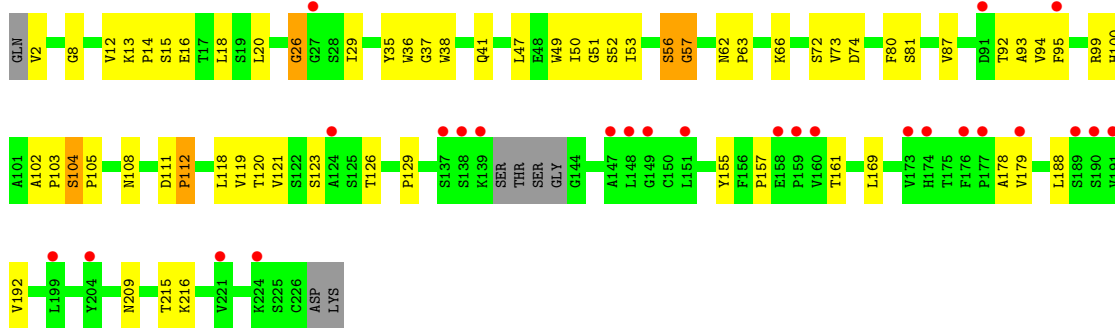 GLN V2 G8 V12 K13 P14 S15 E16 T17 L18 S19 L20 G26 G27 S28 I29 Y35 W36 G37 W38 Q41 L47 E48 W49 I50 G51 S52 I53 S56 G57 N62 P63 K66 S72 V73 D74 F80 S81 V87 D91 T92 A93 V94 F95 R99 H100
A101 A102 P103 S104 P105 N108 D111 P112 L118 V119 T120 V121 S122 S123 A124 S125 T126 P129 S137 S138 K139 SER THR SER GLY G144 A147 L148 G149 C150 L151 Y155 F156 P157 E158 P159 V160 T161 L169 V173 H174 T175 F176 P177 A178 V179 L188 S189 S190 V191
V192 L199 Y204 N209 T215 K216 V221 K224 S225 C226 ASP LYS